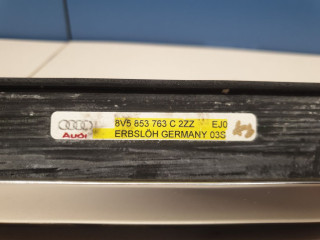 8V5 853 763 C 2ZZ EJ0
Audi ERBSLÖH GERMANY 03S